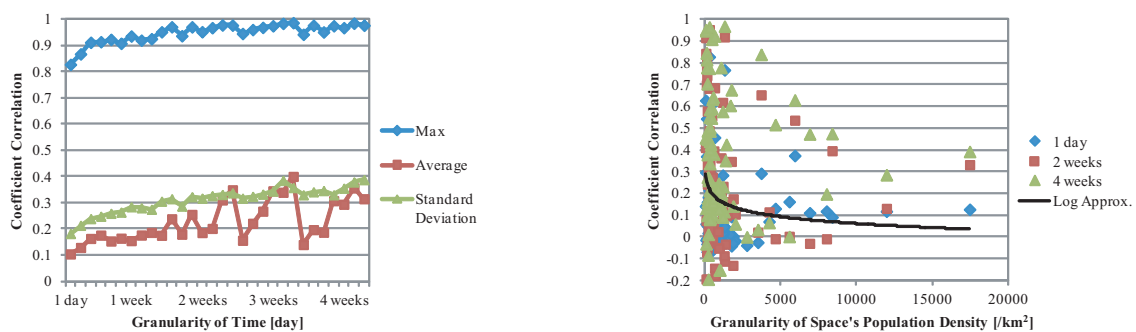 1
0.9
0.8
0.7
0.6
0.5
0.4
0.3
0.2
0.1
0
Coefficient Correlation
1 day 1 week 2 weeks 3 weeks 4 weeks
Granularity of Time [day]
Max
Average
Standard
Deviation
1
0.9
0.8
0.7
0.6
0.5
0.4
0.3
0.2
0.1
0
-0.1
-0.2
Coefficient Correlation
0 5000 10000 15000 20000
Granularity of Space's Population Density [/km²]
1 day
2 weeks
4 weeks
Log Approx.